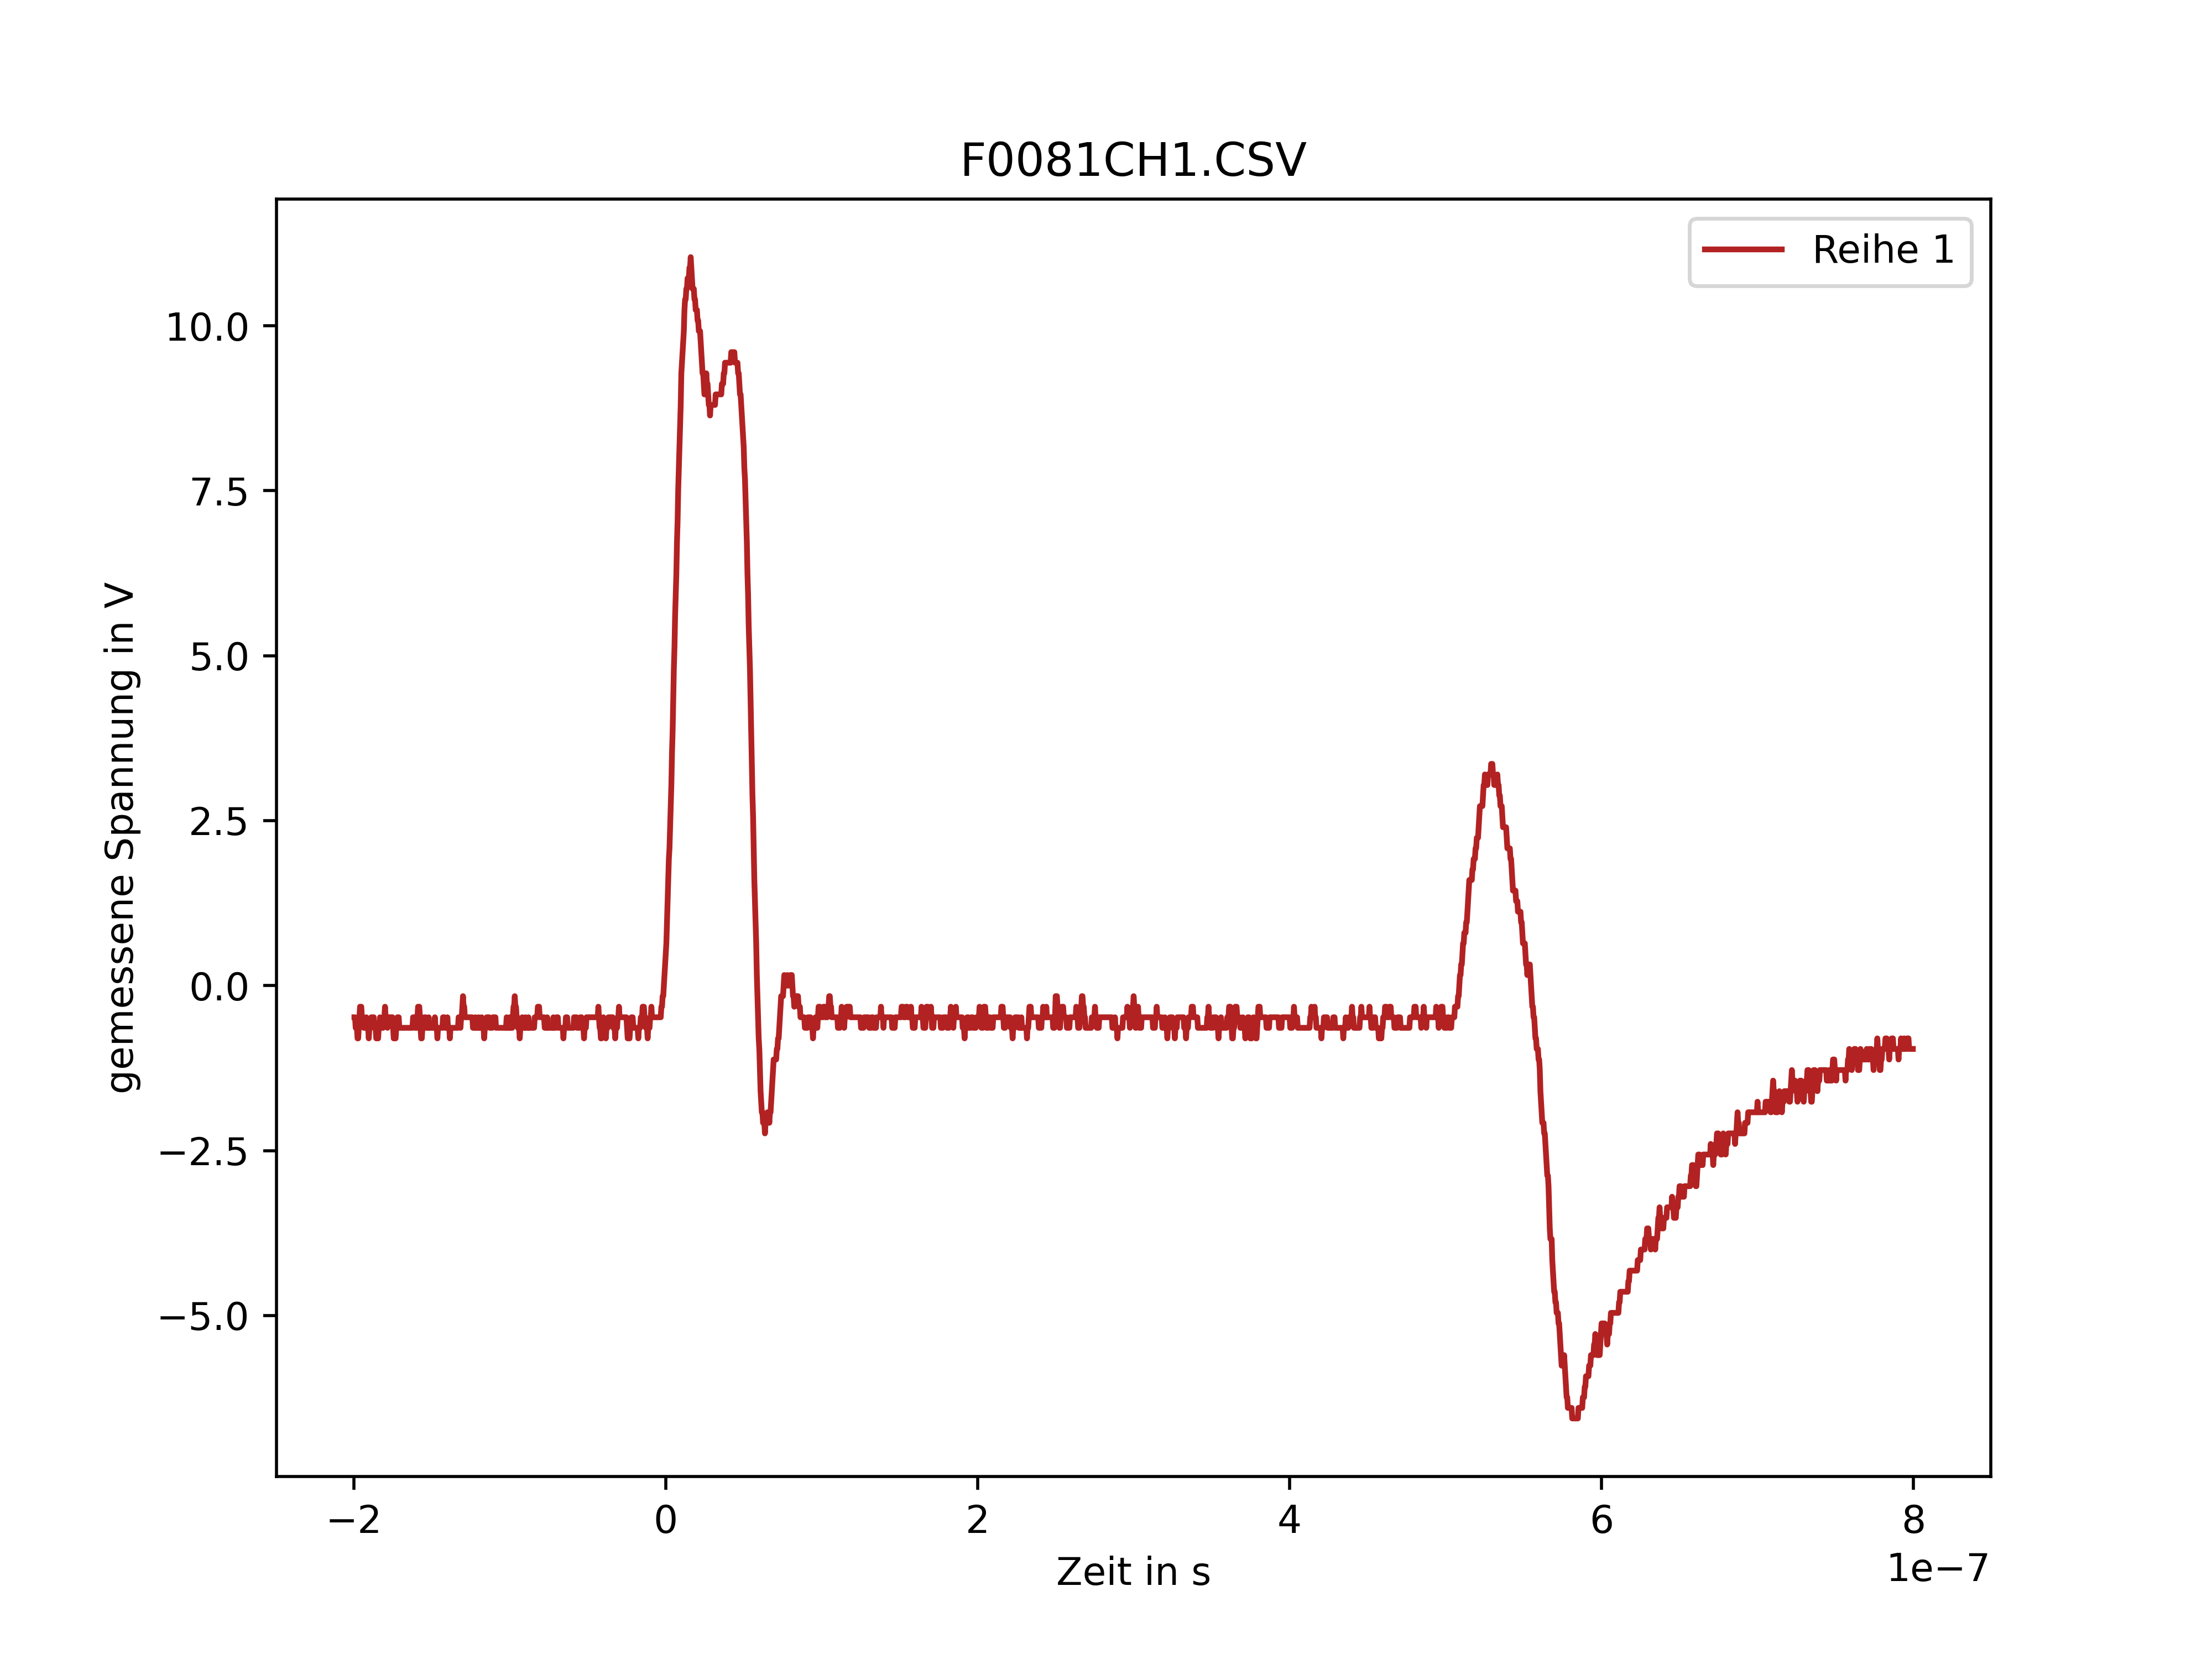 F0081CH1.CSV
Reihe 1
gemessene Spannung in V
10.0
7.5
5.0
2.5
0.0
−2.5
−5.0
−2 0 2 4 6 8
1e−7
Zeit in s